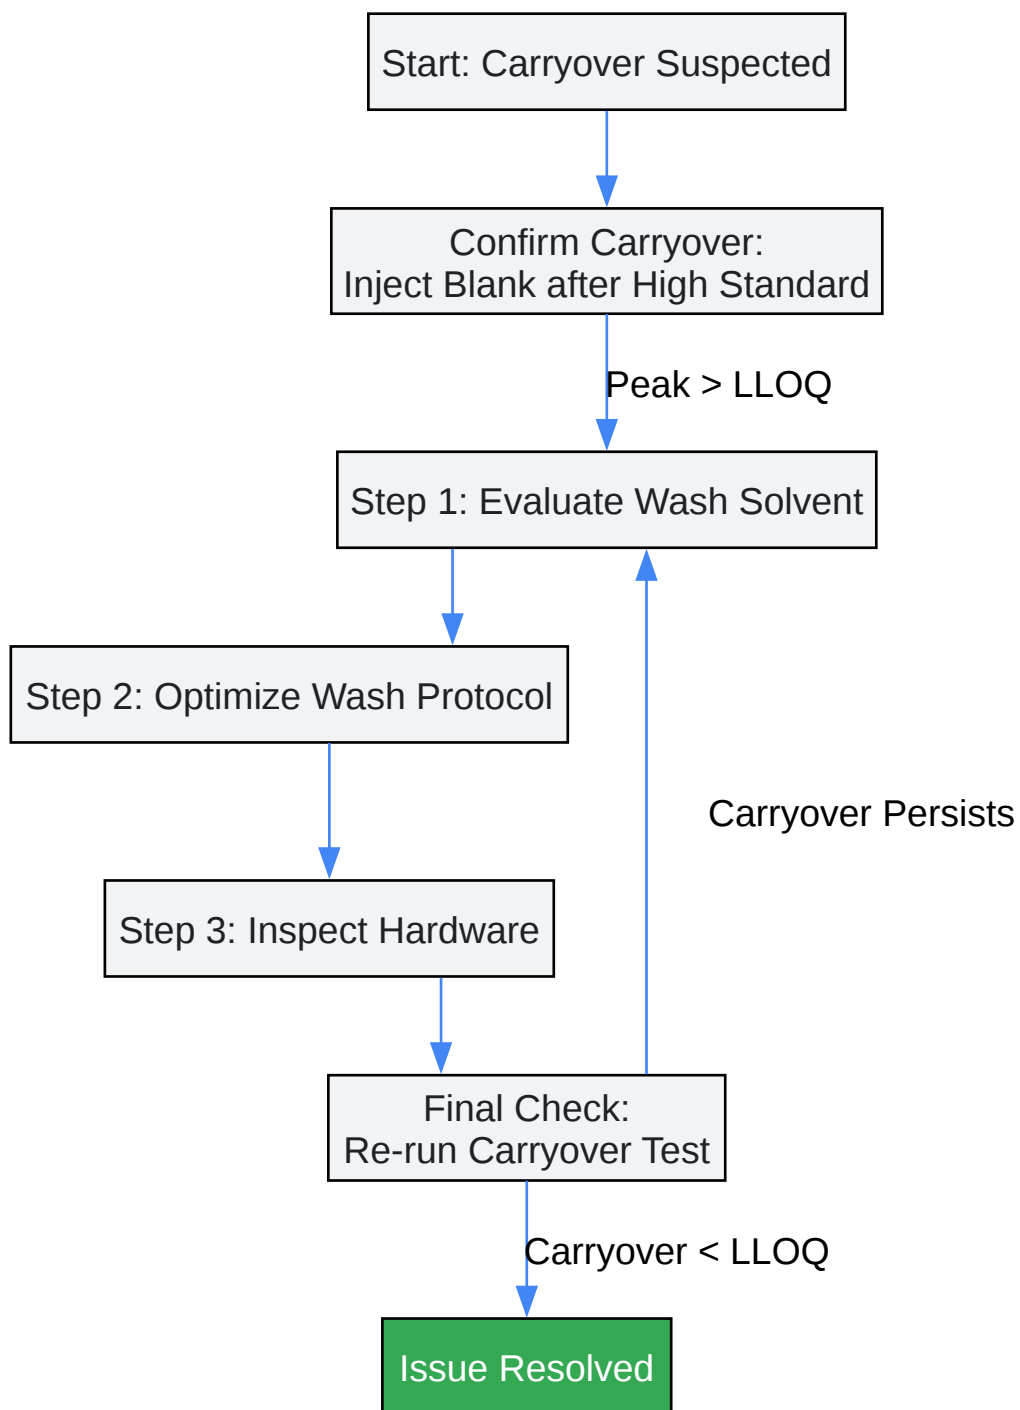 Start: Carryover Suspected
Confirm Carryover:
Inject Blank after High Standard
Peak > LLOQ
Step 1: Evaluate Wash Solvent
Step 2: Optimize Wash Protocol
Carryover Persists
Step 3: Inspect Hardware
Final Check:
Re-run Carryover Test
Carryover < LLOQ
Issue Resolved